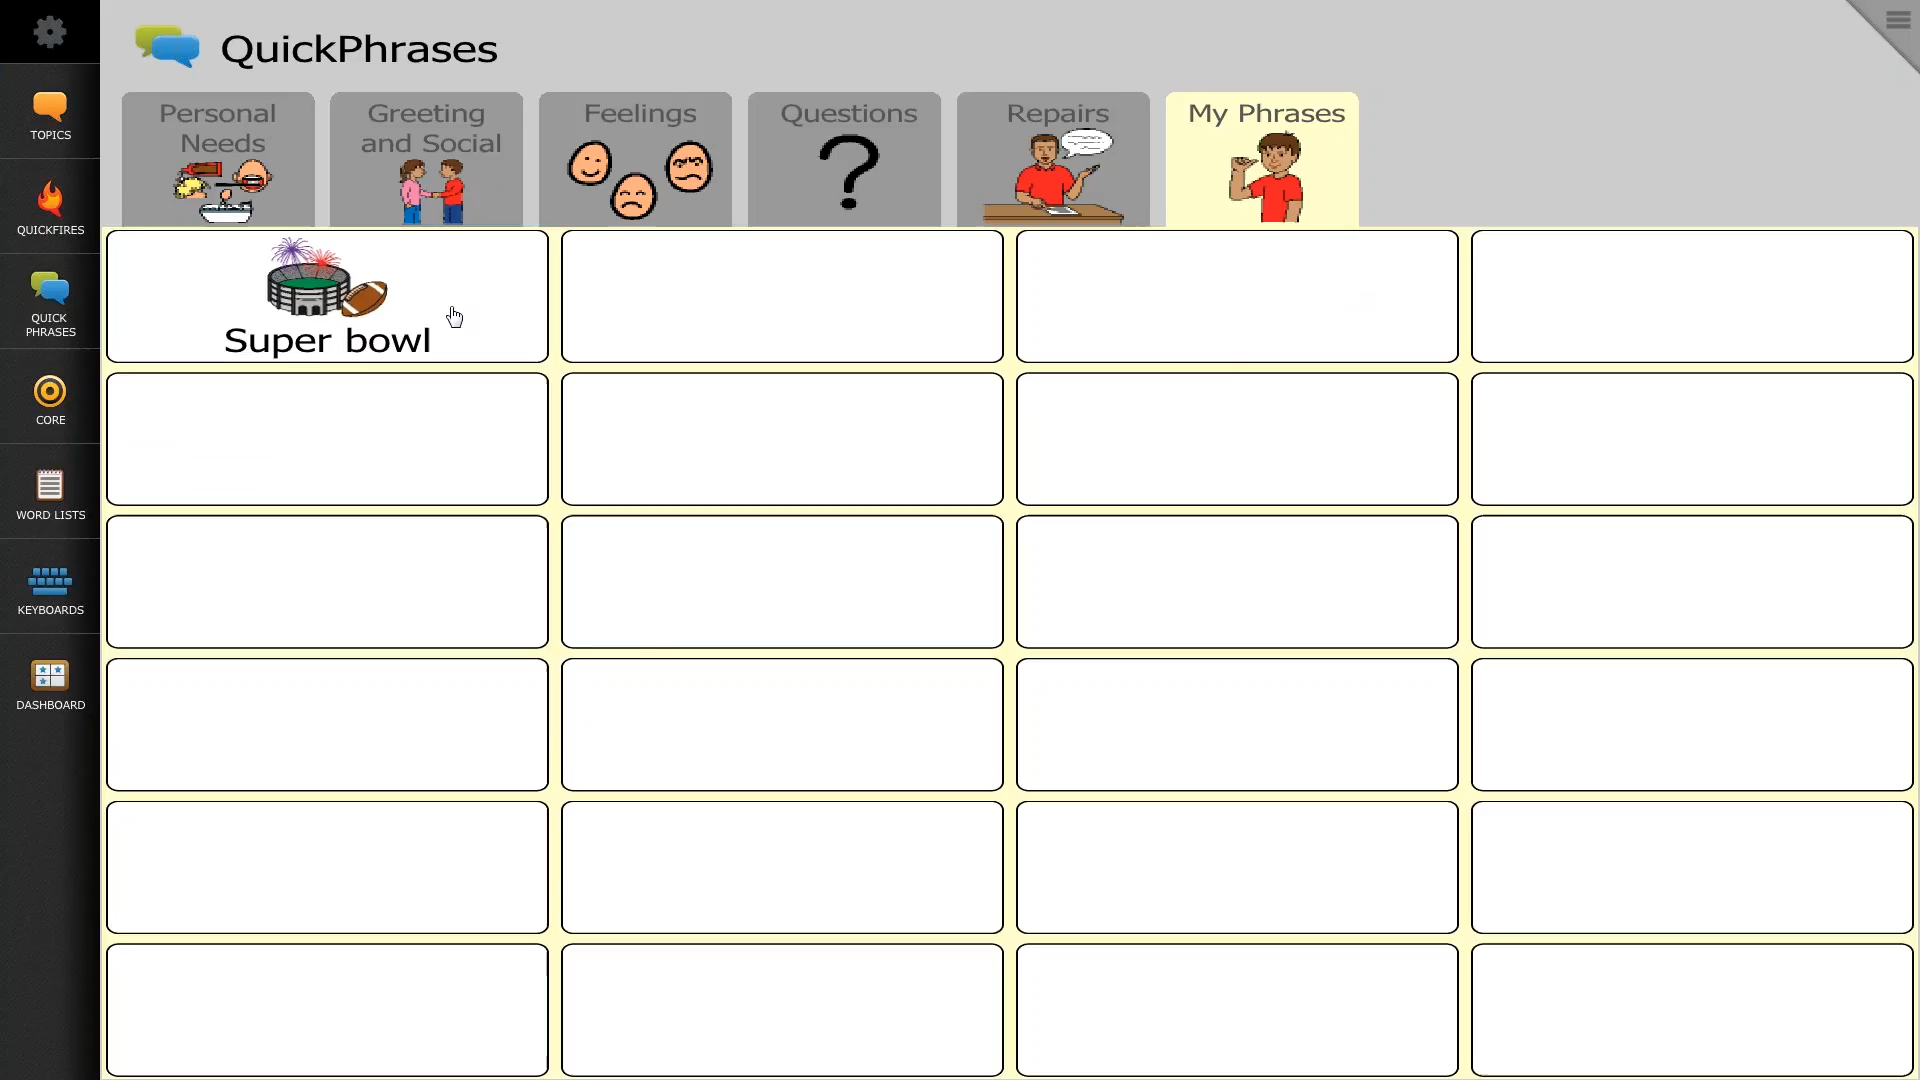 QuickPhrases
Personal
Needs
Greeting
and Social
Feelings
Questions
Repairs
My Phrases
TOPICS
QUICKFIRES
QUICK
PHRASES
CORE
WORD LISTS
KEYBOARDS
DASHBOARD
Super bowl